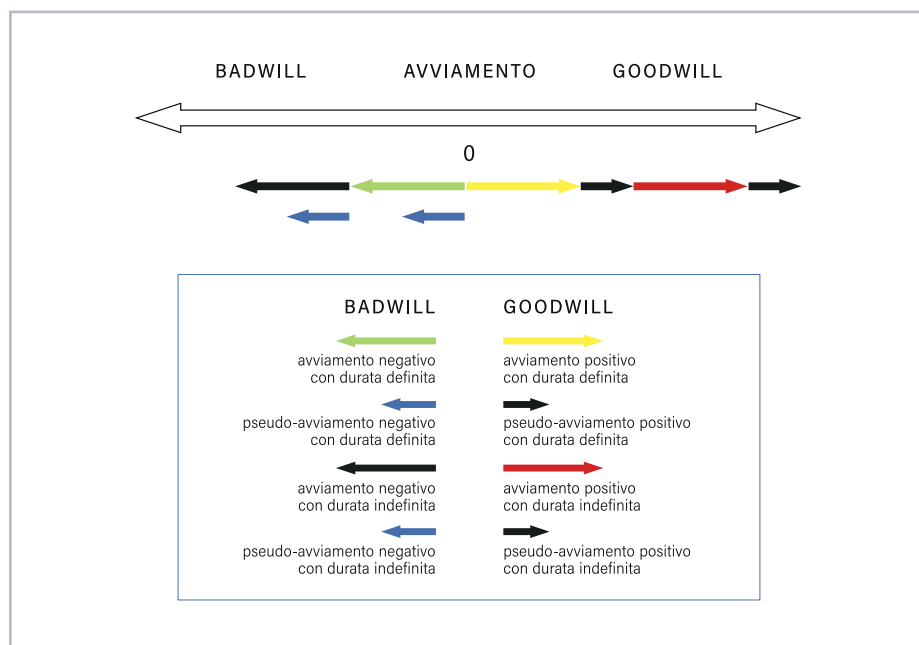 BADWILL AVVIAMENTO GOODWILL
0
BADWILL GOODWILL
avviamento negativo
con durata definita
avviamento positivo
con durata definita
pseudo-avviamento negativo
con durata definita
pseudo-avviamento positivo
con durata definita
avviamento negativo
con durata indefinita
avviamento positivo
con durata indefinita
pseudo-avviamento negativo
con durata indefinita
pseudo-avviamento positivo
con durata indefinita